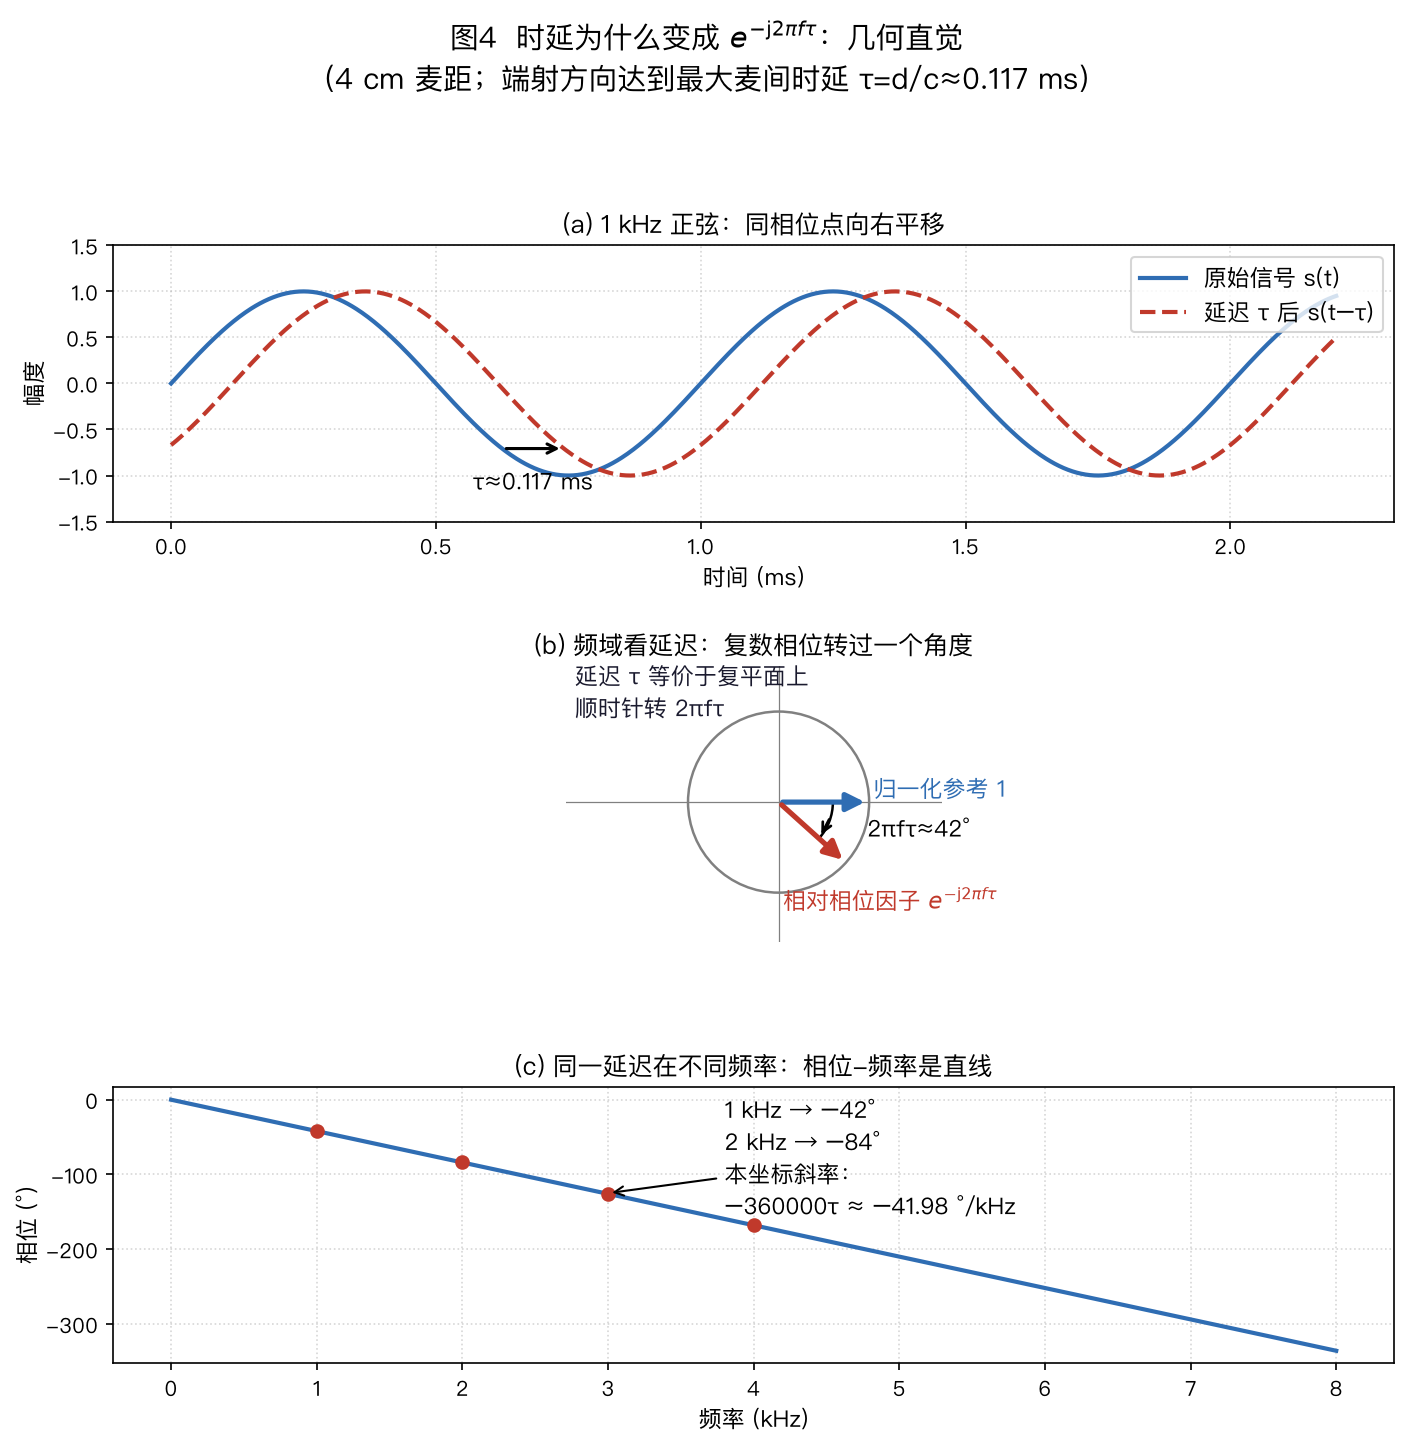 图4  时延为什么变成 e^{-j2πfτ}：几何直觉
(4 cm 麦距；端射方向达到最大麦间时延 τ=d/c≈0.117 ms)
(a) 1 kHz 正弦：同相位点向右平移
幅度
1.5
1.0
0.5
0.0
−0.5
−1.0
−1.5
原始信号 s(t)
延迟 τ 后 s(t−τ)
τ≈0.117 ms
0.0 0.5 1.0 1.5 2.0
时间 (ms)
(b) 频域看延迟：复数相位转过一个角度
延迟 τ 等价于复平面上
顺时针转 2πfτ
归一化参考 1
2πfτ≈42°
相对相位因子 e^{-j2πfτ}
(c) 同一延迟在不同频率：相位–频率是直线
相位 (°)
0
−100
−200
−300
1 kHz → −42°
2 kHz → −84°
本坐标斜率：
−360000τ ≈ −41.98 °/kHz
0 1 2 3 4 5 6 7 8
频率 (kHz)